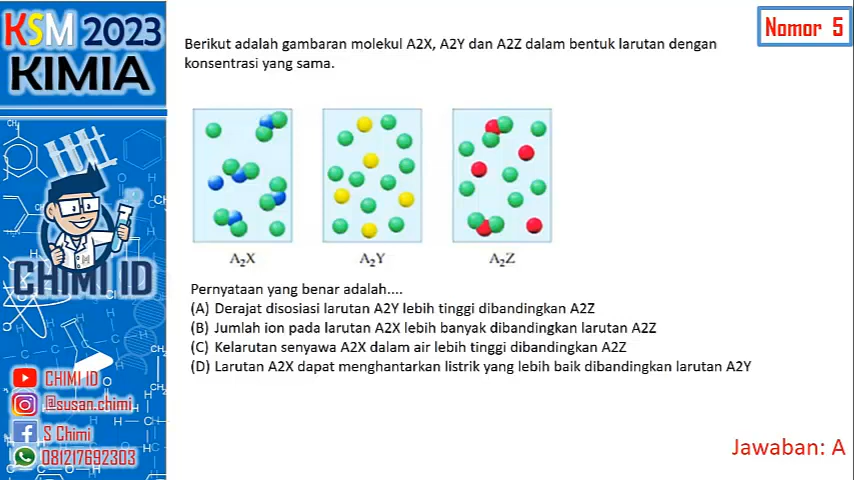 KSM 2023
KIMIA
Nomor 5
Berikut adalah gambaran molekul A2X, A2Y dan A2Z dalam bentuk larutan dengan
konsentrasi yang sama.
A₂X
A₂Y
A₂Z
CHIMI ID
Pernyataan yang benar adalah....
(A) Derajat disosiasi larutan A2Y lebih tinggi dibandingkan A2Z
(B) Jumlah ion pada larutan A2X lebih banyak dibandingkan larutan A2Z
(C) Kelarutan senyawa A2X dalam air lebih tinggi dibandingkan A2Z
(D) Larutan A2X dapat menghantarkan listrik yang lebih baik dibandingkan larutan A2Y
CHIMI ID
@susan.chimi
S Chimi
081217692303
Jawaban: A